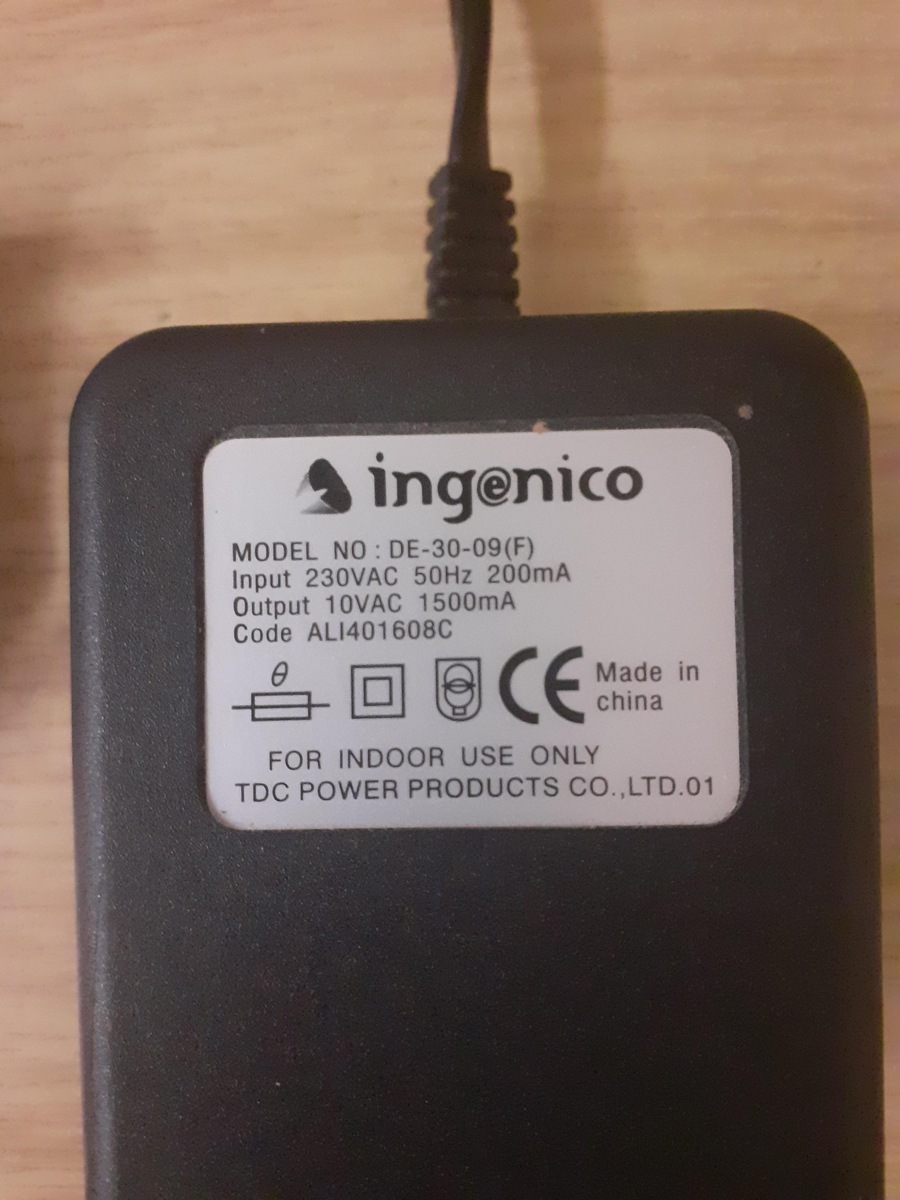 ingenico
MODEL NO : DE-30-09(F)
Input 230VAC 50Hz 200mA
Output 10VAC 1500mA
Code ALI401608C
θ
CE
Made in
china
FOR INDOOR USE ONLY
TDC POWER PRODUCTS CO.,LTD.01